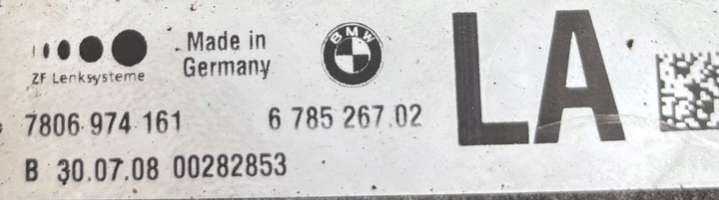 ZF Lenksysteme
Made in
Germany
BMW
LA
7806 974 161
6 785 267.02
B 30.07.08 00282853